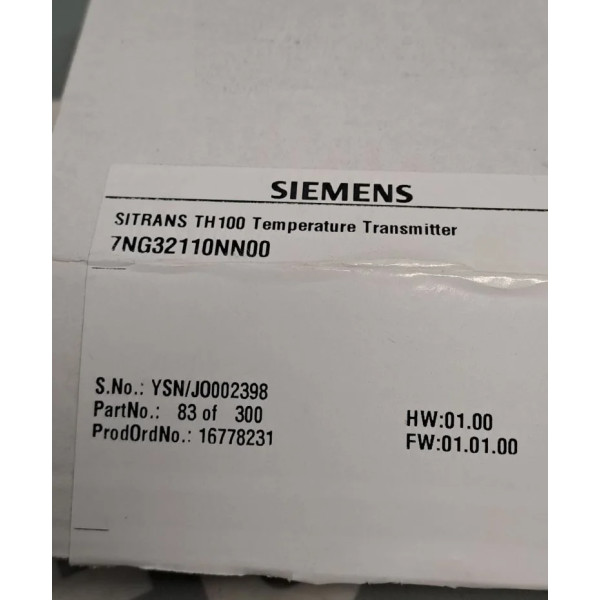 SIEMENS
SITRANS TH100 Temperature Transmitter
7NG32110NN00
S.No.: YSN/J0002398
PartNo.: 83 of 300
ProdOrdNo.: 16778231
HW:01.00
FW:01.01.00